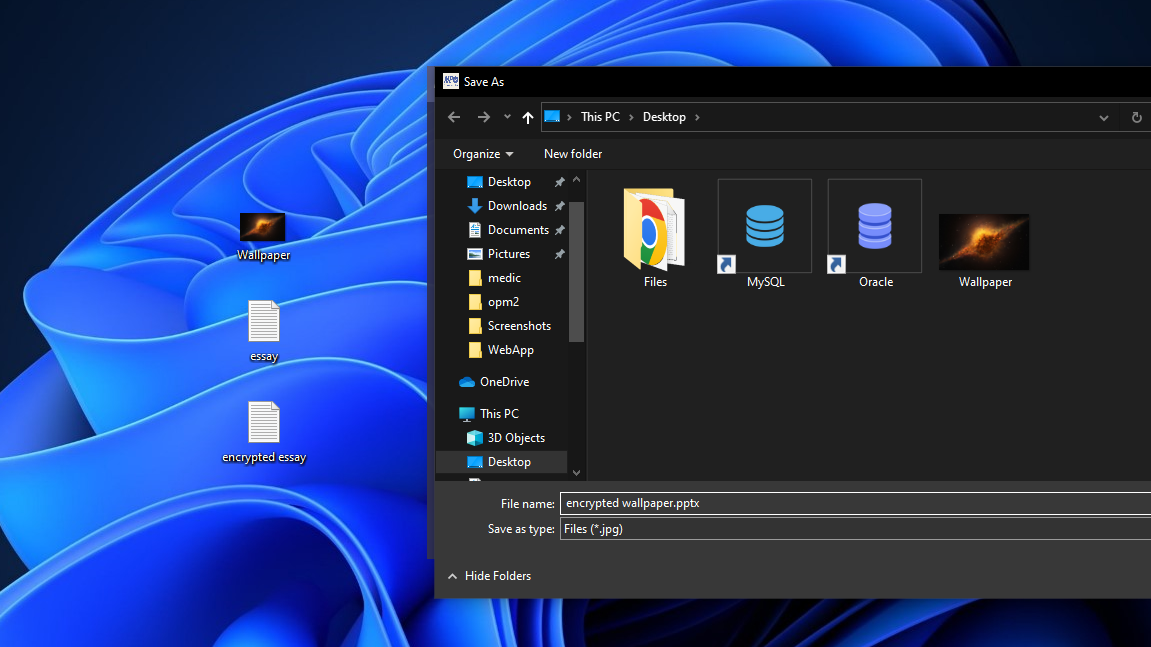 Save As
This PC
Desktop
Organize
New folder
Desktop
Downloads
Documents
Pictures
medic
opm2
Screenshots
WebApp
OneDrive
This PC
3D Objects
Desktop
Files
MySQL
Oracle
Wallpaper
File name: encrypted wallpaper.pptx
Save as type: Files (*.jpg)
Hide Folders
Wallpaper
essay
encrypted essay